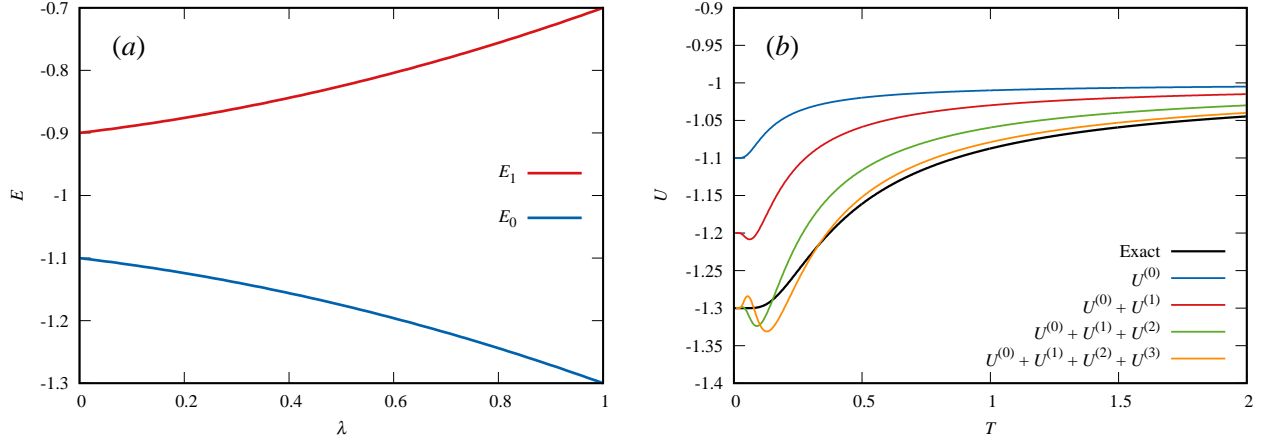 (a)
-0.7
-0.8
-0.9
-1
-1.1
-1.2
-1.3
E
E₁
E₀
0
0.2
0.4
0.6
0.8
1
λ
(b)
-0.9
-0.95
-1
-1.05
-1.1
-1.15
-1.2
-1.25
-1.3
-1.35
-1.4
U
Exact
U⁽⁰⁾
U⁽⁰⁾ + U⁽¹⁾
U⁽⁰⁾ + U⁽¹⁾ + U⁽²⁾
U⁽⁰⁾ + U⁽¹⁾ + U⁽²⁾ + U⁽³⁾
0
0.5
1
1.5
2
T